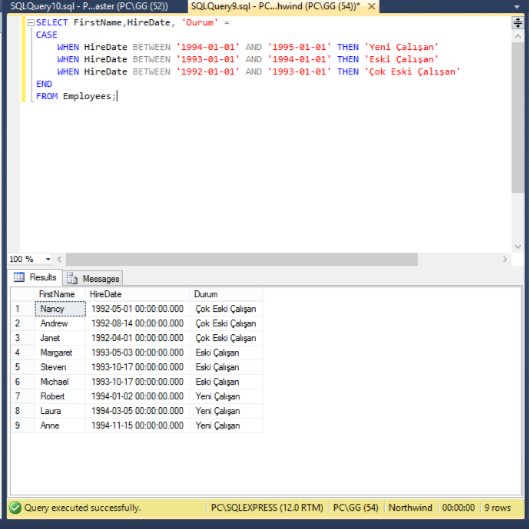 SQLQuery10.sql - P...aster (PC\GG (52))  SQLQuery9.sql - PC...hwind (PC\GG (54))* ×
SELECT FirstName,HireDate, 'Durum' =
CASE
WHEN HireDate BETWEEN '1994-01-01' AND '1995-01-01' THEN 'Yeni Çalışan'
WHEN HireDate BETWEEN '1993-01-01' AND '1994-01-01' THEN 'Eski Çalışan'
WHEN HireDate BETWEEN '1992-01-01' AND '1993-01-01' THEN 'Çok Eski Çalışan'
END
FROM Employees;
100 %
Results  Messages
FirstName  HireDate  Durum
1  Nancy  1992-05-01 00:00:00.000  Çok Eski Çalışan
2  Andrew  1992-08-14 00:00:00.000  Çok Eski Çalışan
3  Janet  1992-04-01 00:00:00.000  Çok Eski Çalışan
4  Margaret  1993-05-03 00:00:00.000  Eski Çalışan
5  Steven  1993-10-17 00:00:00.000  Eski Çalışan
6  Michael  1993-10-17 00:00:00.000  Eski Çalışan
7  Robert  1994-01-02 00:00:00.000  Yeni Çalışan
8  Laura  1994-03-05 00:00:00.000  Yeni Çalışan
9  Anne  1994-11-15 00:00:00.000  Yeni Çalışan
Query executed successfully.  PC\SQLEXPRESS (12.0 RTM)  PC\GG (54)  Northwind  00:00:00  9 rows